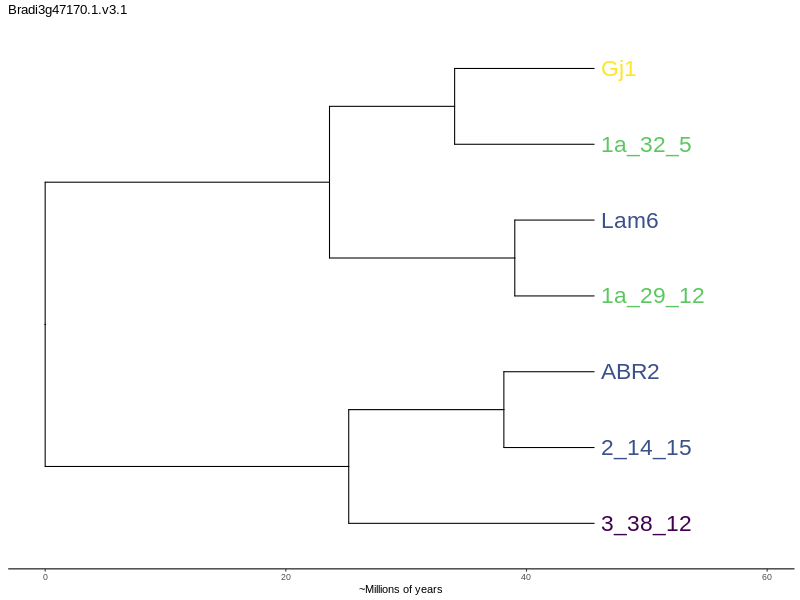 Bradi3g47170.1.v3.1
Gj1
1a_32_5
Lam6
1a_29_12
ABR2
2_14_15
3_38_12
0 20 40 60
~Millions of years